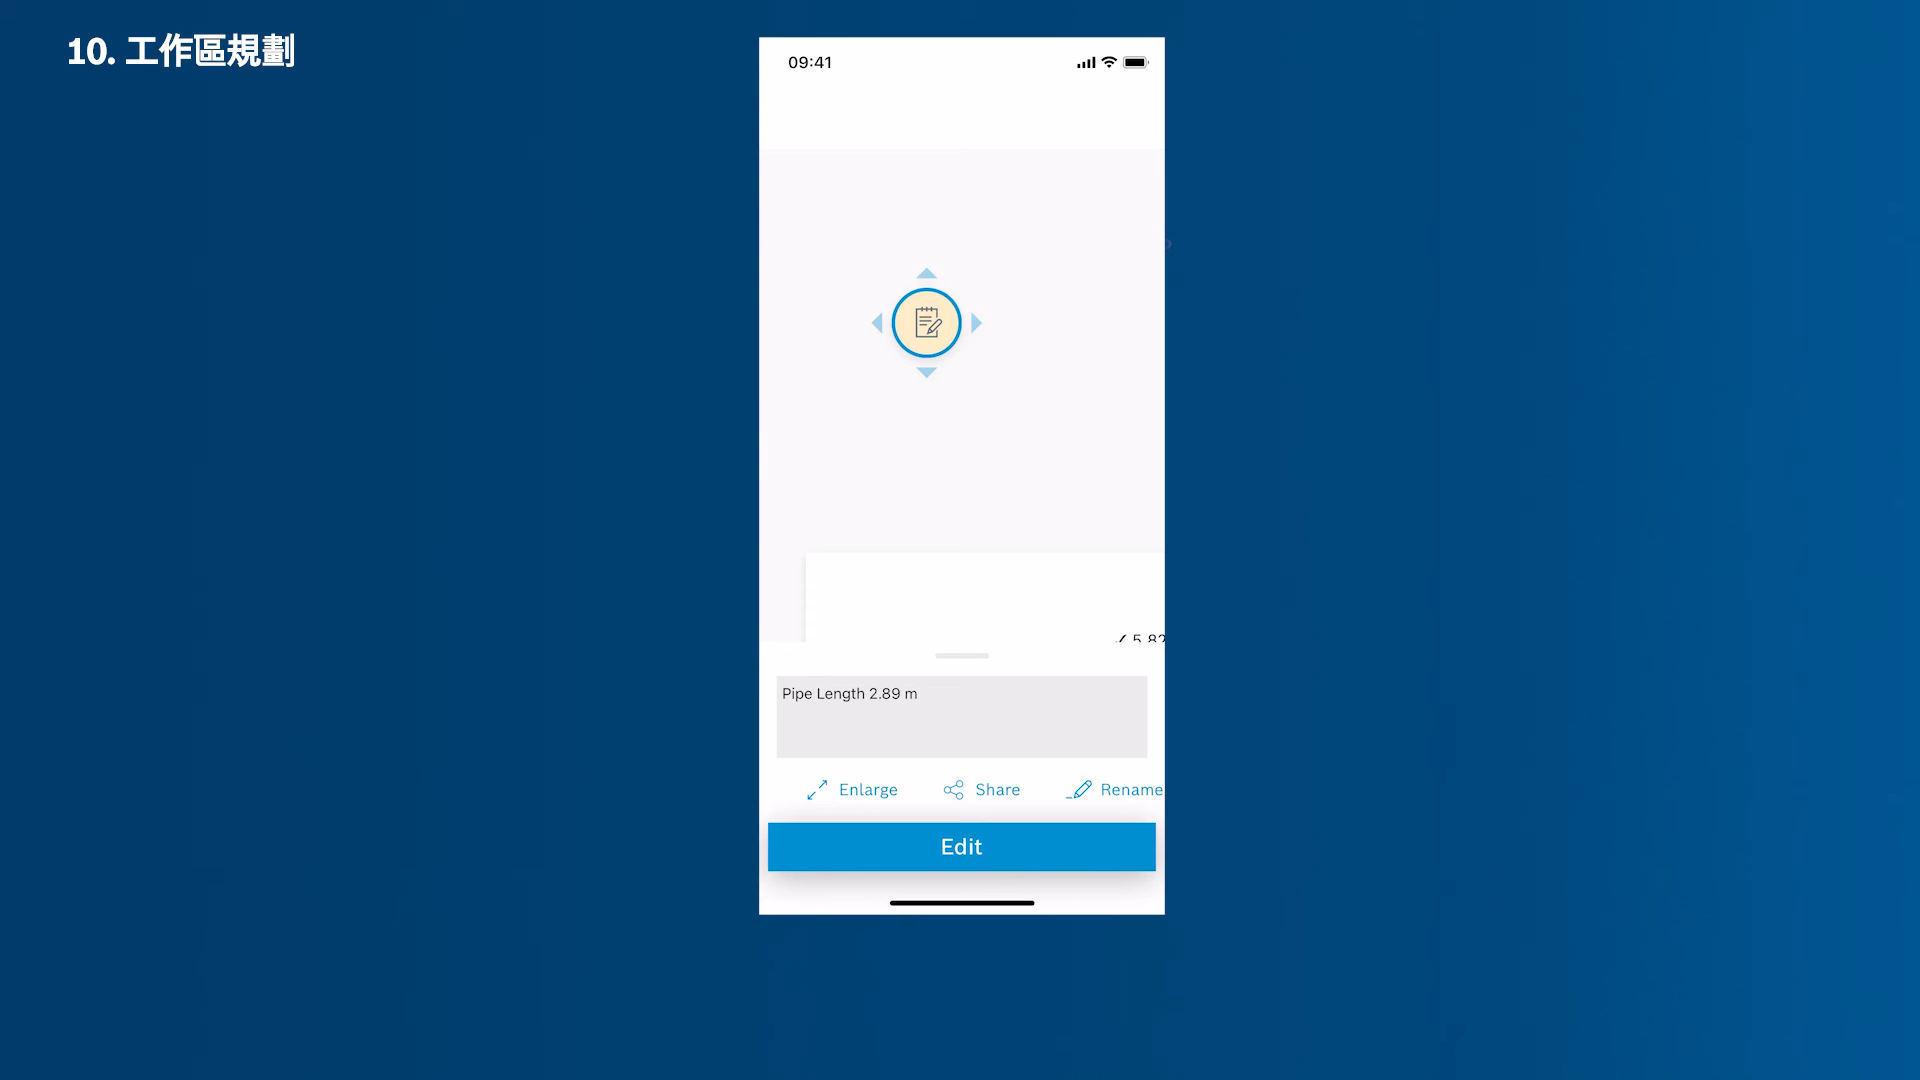 10. 工作區規劃
09:41
Pipe Length 2.89 m
Enlarge
Share
Rename
Edit